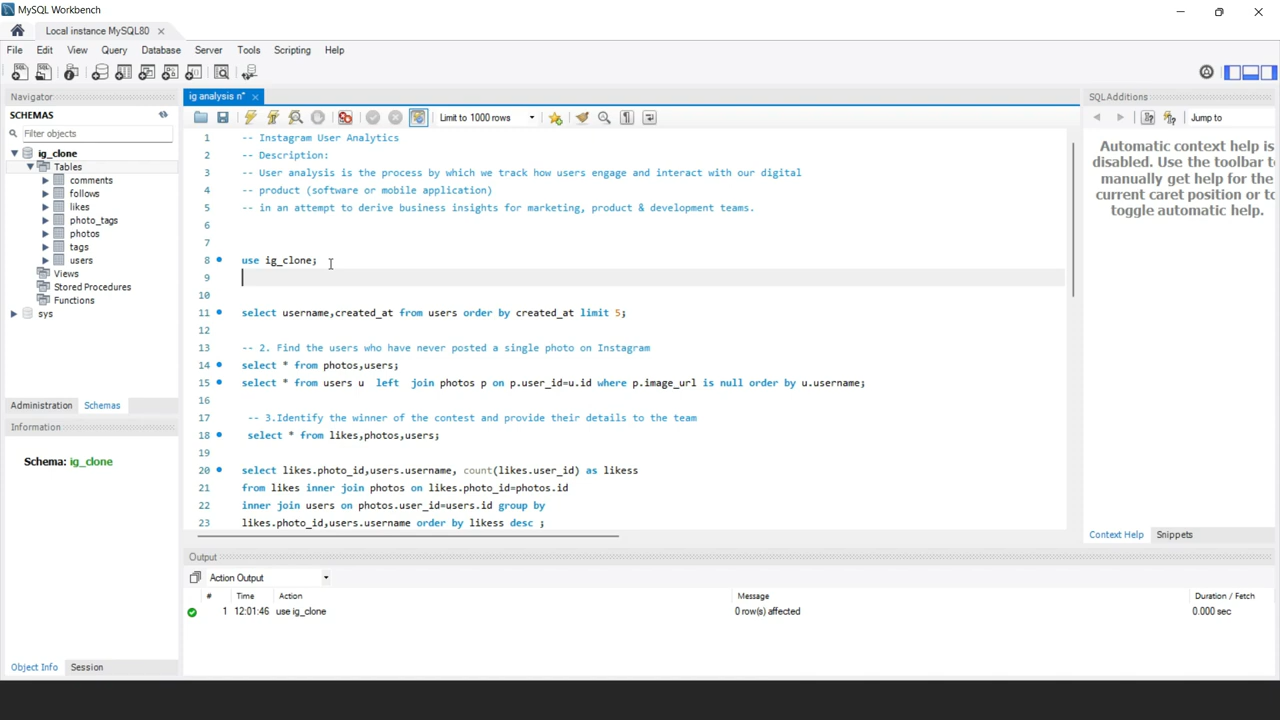 MySQL Workbench
Local instance MySQL80
File Edit View Query Database Server Tools Scripting Help
Navigator
SCHEMAS
Filter objects
ig_clone
Tables
comments
follows
likes
photo_tags
photos
tags
users
Views
Stored Procedures
Functions
sys
Administration Schemas
Information
Schema: ig_clone
Object Info Session
ig analysis n*
Limit to 1000 rows
1 -- Instagram User Analytics
2 -- Description:
3 -- User analysis is the process by which we track how users engage and interact with our digital
4 -- product (software or mobile application)
5 -- in an attempt to derive business insights for marketing, product & development teams.
6
7
8 use ig_clone;
9
10
11 select username,created_at from users order by created_at limit 5;
12
13 -- 2. Find the users who have never posted a single photo on Instagram
14 select * from photos,users;
15 select * from users u left join photos p on p.user_id=u.id where p.image_url is null order by u.username;
16
17 -- 3.Identify the winner of the contest and provide their details to the team
18 select * from likes,photos,users;
19
20 select likes.photo_id,users.username, count(likes.user_id) as likess
21 from likes inner join photos on likes.photo_id=photos.id
22 inner join users on photos.user_id=users.id group by
23 likes.photo_id,users.username order by likess desc ;
Output
Action Output
# Time Action Message Duration / Fetch
1 12:01:46 use ig_clone 0 row(s) affected 0.000 sec
SQLAdditions
Jump to
Automatic context help is
disabled. Use the toolbar t
manually get help for the
current caret position or to
toggle automatic help.
Context Help Snippets